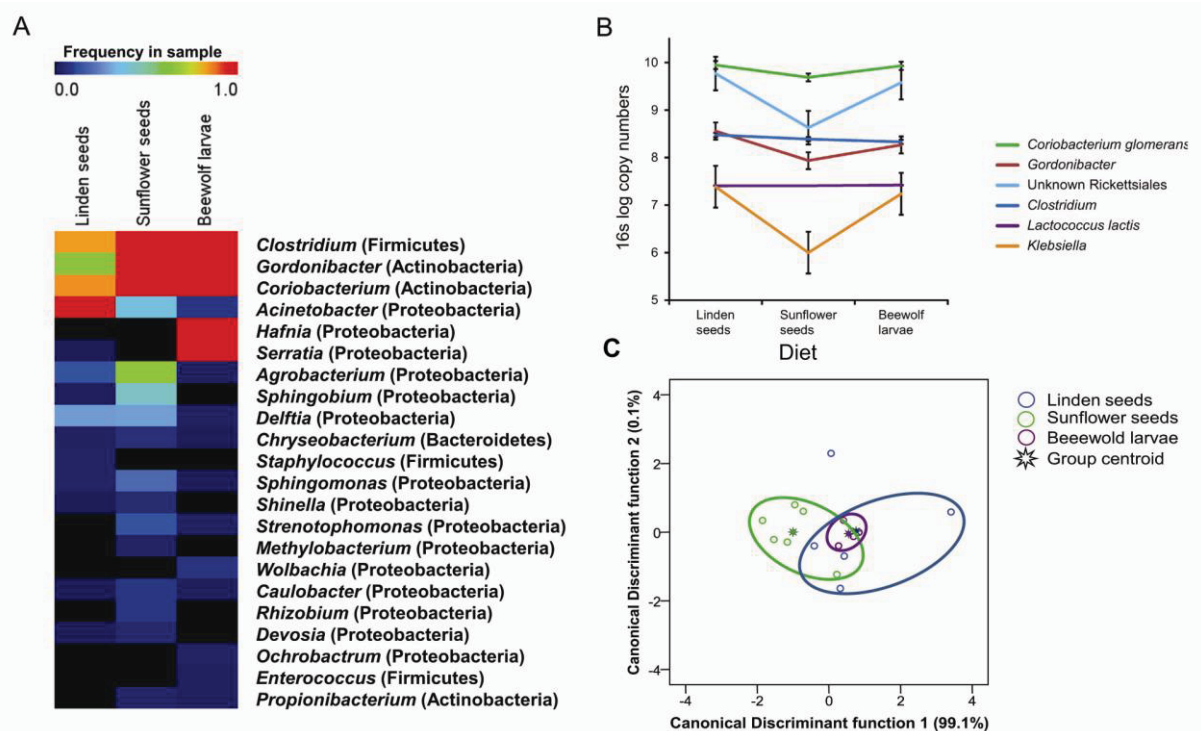 A
Frequency in sample
0.0 1.0
Linden seeds
Sunflower seeds
Beewolf larvae
Clostridium (Firmicutes)
Gordonibacter (Actinobacteria)
Coriobacterium (Actinobacteria)
Acinetobacter (Proteobacteria)
Hafnia (Proteobacteria)
Serratia (Proteobacteria)
Agrobacterium (Proteobacteria)
Sphingobium (Proteobacteria)
Delftia (Proteobacteria)
Chryseobacterium (Bacteroidetes)
Staphylococcus (Firmicutes)
Sphingomonas (Proteobacteria)
Shinella (Proteobacteria)
Strenotophomonas (Proteobacteria)
Methylobacterium (Proteobacteria)
Wolbachia (Proteobacteria)
Caulobacter (Proteobacteria)
Rhizobium (Proteobacteria)
Devosia (Proteobacteria)
Ochrobactrum (Proteobacteria)
Enterococcus (Firmicutes)
Propionibacterium (Actinobacteria)
B
16s log copy numbers
10
9
8
7
6
5
Linden seeds
Sunflower seeds
Beewolf larvae
Diet
Coriobacterium glomerans
Gordonibacter
Unknown Rickettsiales
Clostridium
Lactococcus lactis
Klebsiella
C
Canonical Discriminant function 2 (0.1%)
4
2
0
-2
-4
-4 -2 0 2 4
Canonical Discriminant function 1 (99.1%)
Linden seeds
Sunflower seeds
Beeewold larvae
Group centroid